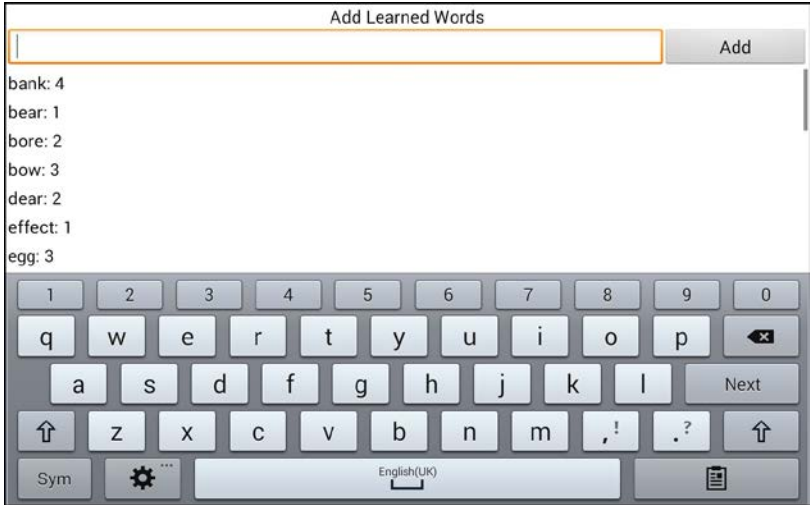 Add Learned Words
Add
bank: 4
bear: 1
bore: 2
bow: 3
dear: 2
effect: 1
egg: 3
1 2 3 4 5 6 7 8 9 0
q w e r t y u i o p
a s d f g h j k l Next
z x c v b n m , ! . ?
Sym ... English(UK)